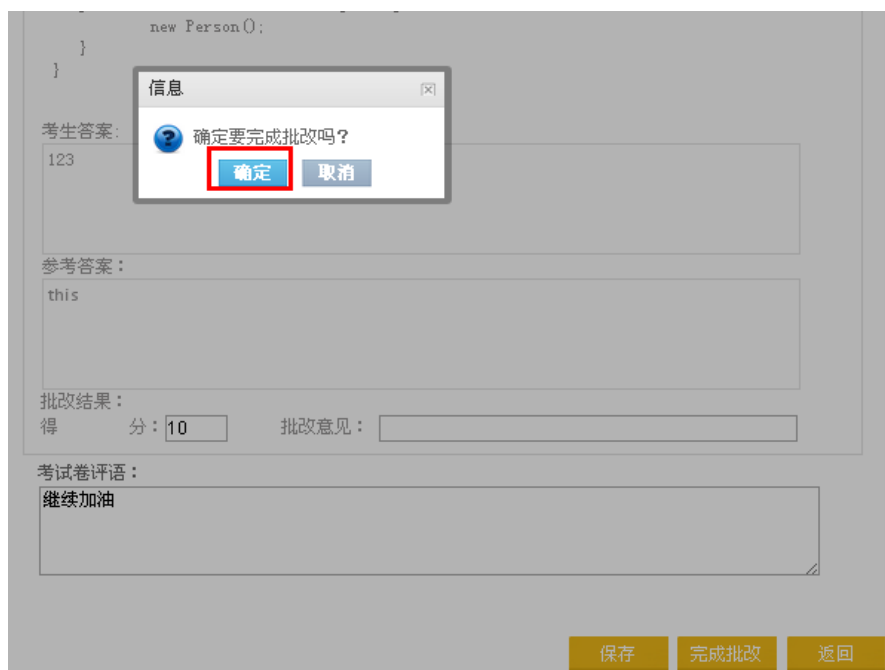 new Person();
}
}
信息
确定要完成批改吗?
确定 取消
考生答案:
123
参考答案：
this
批改结果：
得 分：10 批改意见：
考试卷评语：
继续加油
保存 完成批改 返回